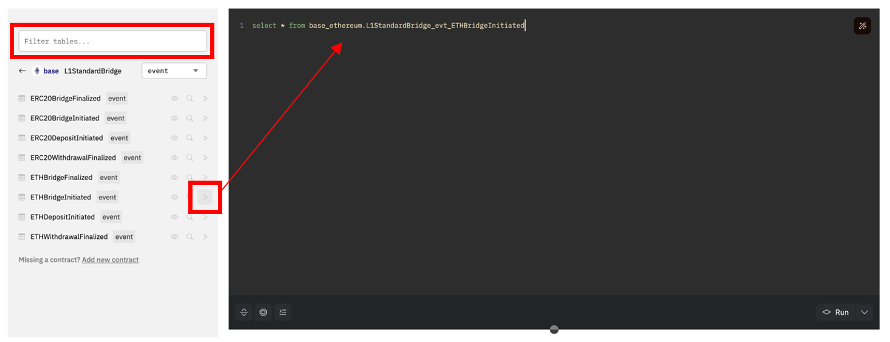 Filter tables...
base L1StandardBridge event
ERC20BridgeFinalized event
ERC20BridgeInitiated event
ERC20DepositInitiated event
ERC20WithdrawalFinalized event
ETHBridgeFinalized event
ETHBridgeInitiated event
ETHDepositInitiated event
ETHWithdrawalFinalized event
Missing a contract? Add new contract
1 select * from base_ethereum.L1StandardBridge_evt_ETHBridgeInitiated
Run